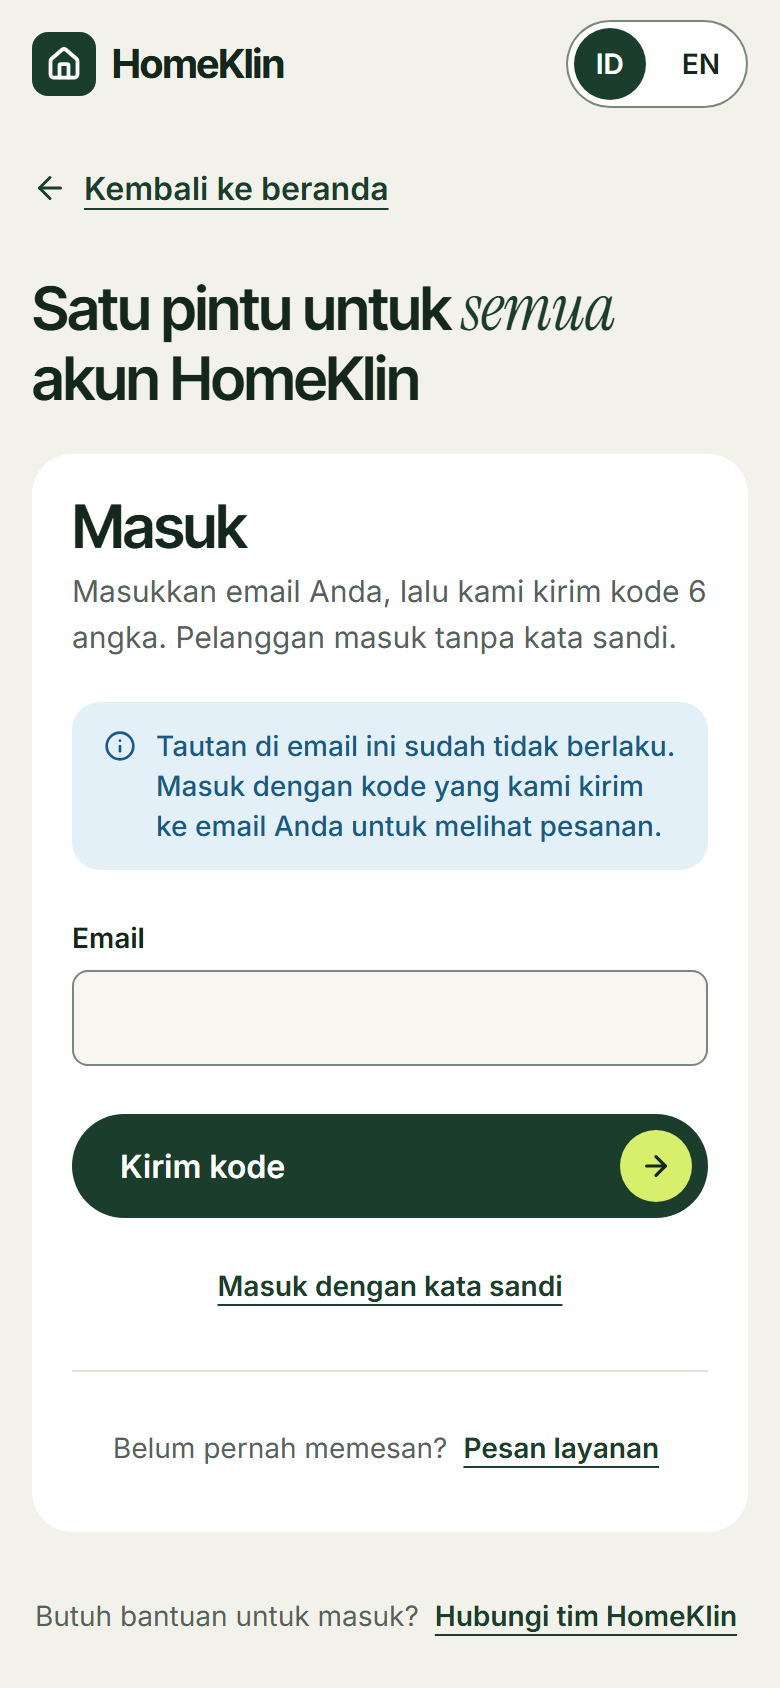 HomeKlin
ID EN
Kembali ke beranda
Satu pintu untuk semua
akun HomeKlin
Masuk
Masukkan email Anda, lalu kami kirim kode 6
angka. Pelanggan masuk tanpa kata sandi.
Tautan di email ini sudah tidak berlaku.
Masuk dengan kode yang kami kirim
ke email Anda untuk melihat pesanan.
Email
Kirim kode
Masuk dengan kata sandi
Belum pernah memesan? Pesan layanan
Butuh bantuan untuk masuk? Hubungi tim HomeKlin